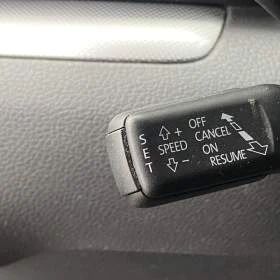 SET
SPEED + -
OFF
CANCEL
ON
RESUME